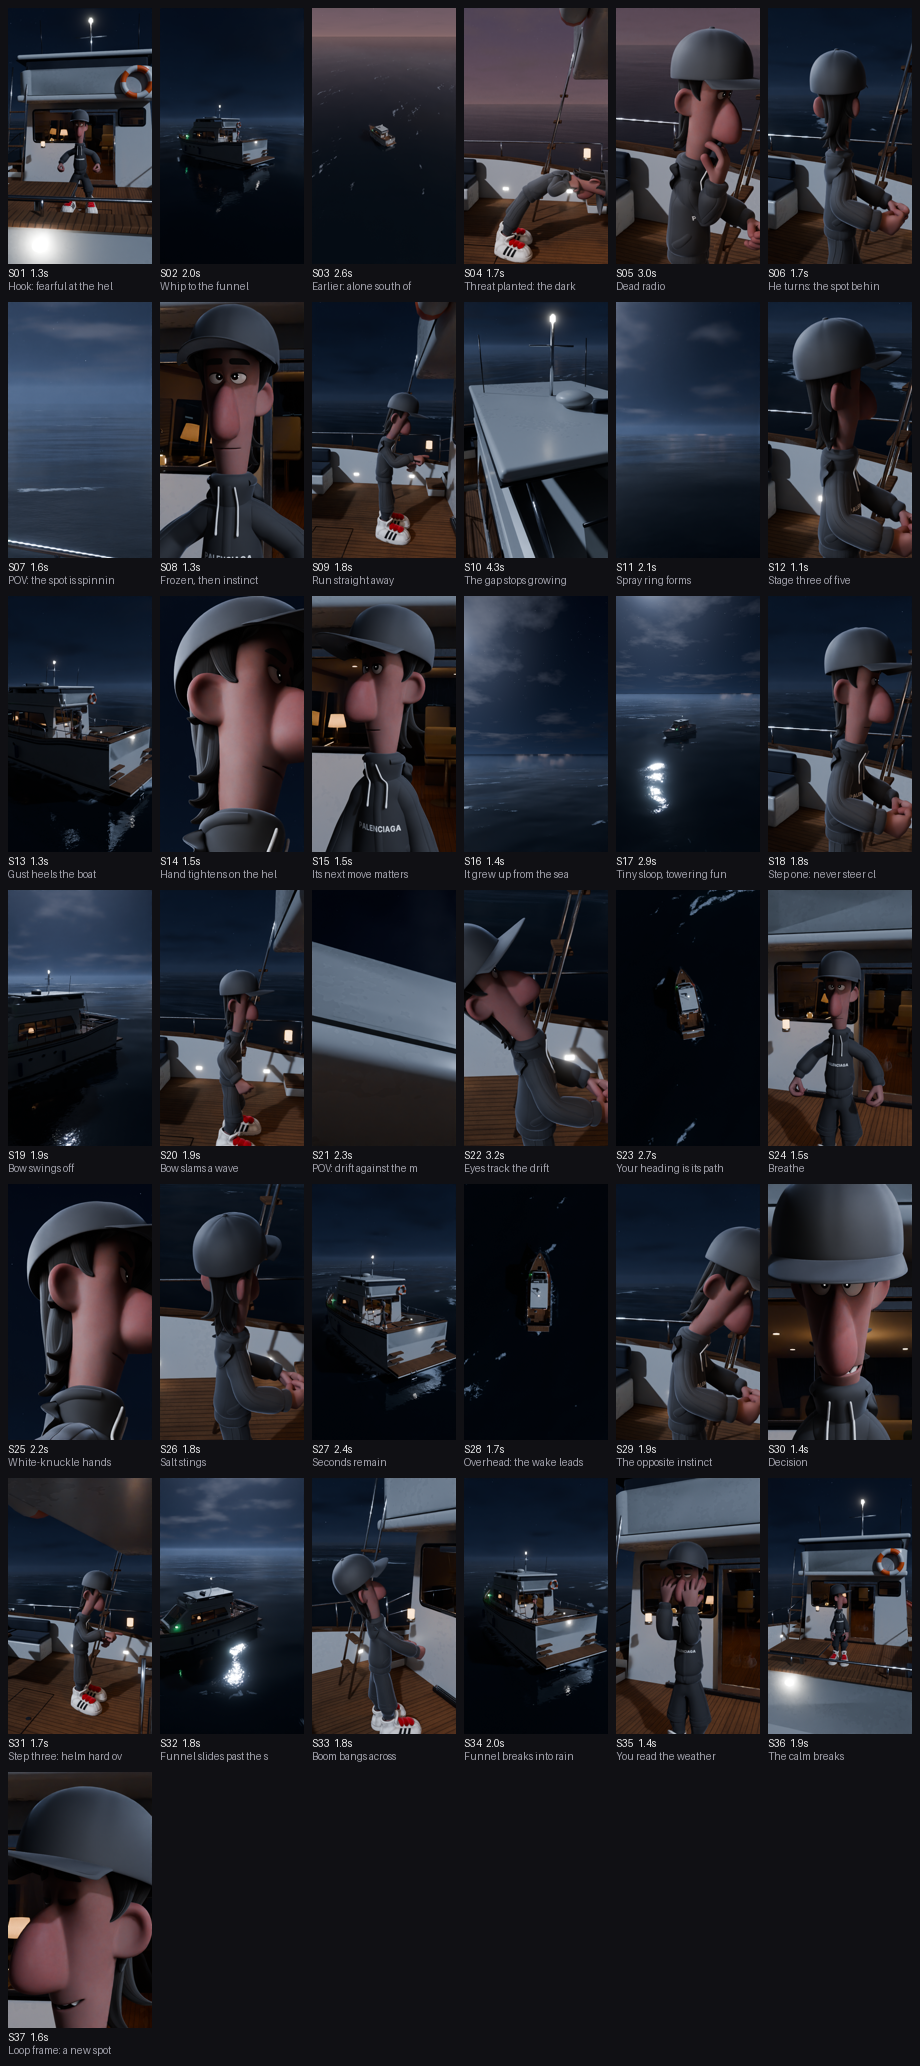 S01 1.3s
Hook: fearful at the hel
S02 2.0s
Whip to the funnel
S03 2.6s
Earlier: alone south of
S04 1.7s
Threat planted: the dark
S05 3.0s
Dead radio
S06 1.7s
He turns: the spot behin
S07 1.6s
POV: the spot is spinnin
PALENCIAGA
S08 1.3s
Frozen, then instinct
S09 1.8s
Run straight away
S10 4.3s
The gap stops growing
S11 2.1s
Spray ring forms
S12 1.1s
Stage three of five
S13 1.3s
Gust heels the boat
S14 1.5s
Hand tightens on the hel
PALENCIAGA
S15 1.5s
Its next move matters
S16 1.4s
It grew up from the sea
S17 2.9s
Tiny sloop, towering fun
S18 1.8s
Step one: never steer cl
S19 1.9s
Bow swings off
S20 1.9s
Bow slams a wave
S21 2.3s
POV: drift against the m
S22 3.2s
Eyes track the drift
S23 2.7s
Your heading is its path
PALENCIAGA
S24 1.5s
Breathe
S25 2.2s
White-knuckle hands
S26 1.8s
Salt stings
S27 2.4s
Seconds remain
S28 1.7s
Overhead: the wake leads
S29 1.9s
The opposite instinct
S30 1.4s
Decision
S31 1.7s
Step three: helm hard ov
S32 1.8s
Funnel slides past the s
S33 1.8s
Boom bangs across
S34 2.0s
Funnel breaks into rain
S35 1.4s
You read the weather
S36 1.9s
The calm breaks
S37 1.6s
Loop frame: a new spot